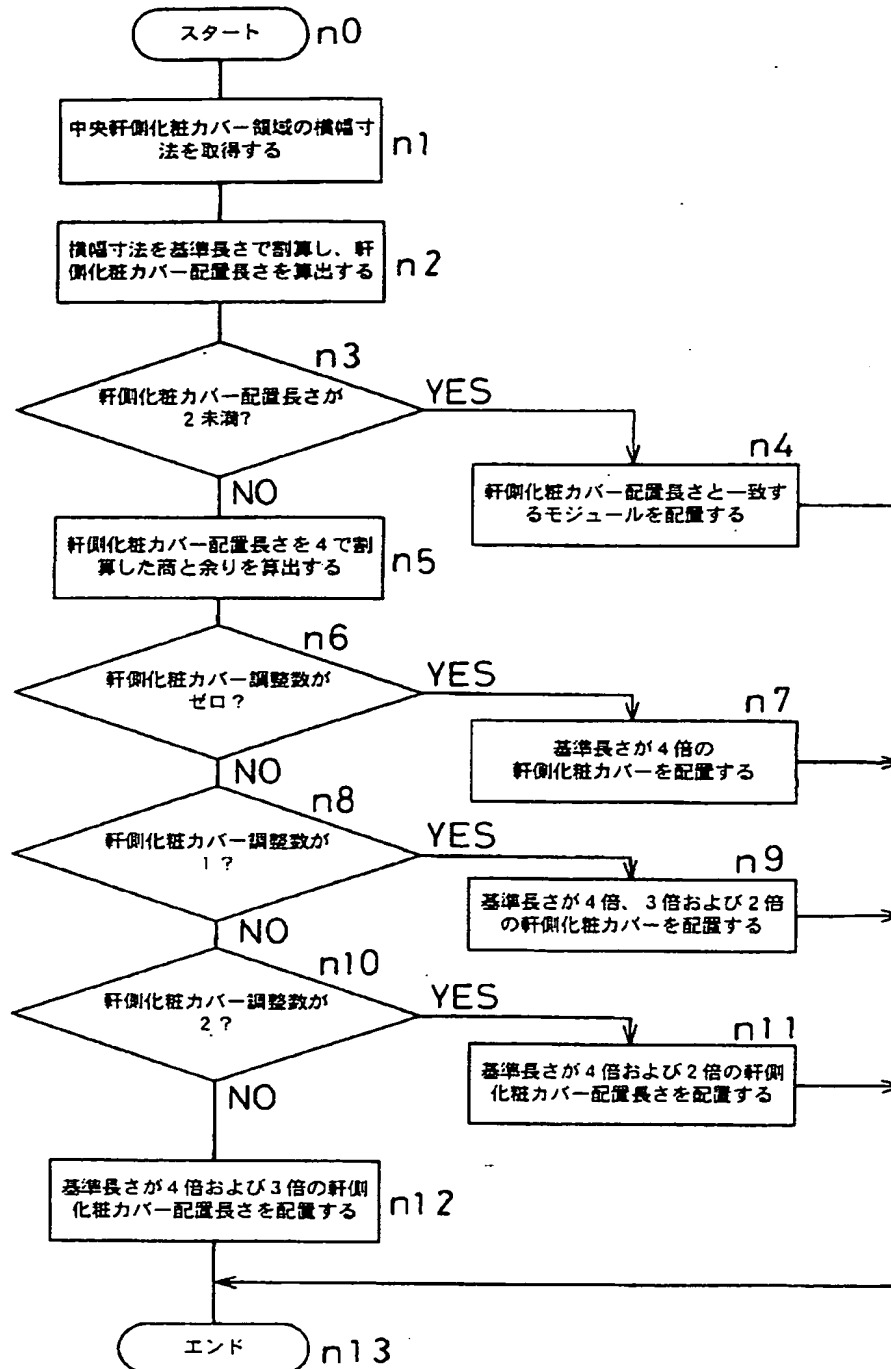 スタート
n0
中央軒側化粧カバー領域の横幅寸
法を取得する
n1
横幅寸法を基準長さで割算し、軒
側化粧カバー配置長さを算出する
n2
n3
軒側化粧カバー配置長さが
2未満?
YES
NO
n4
軒側化粧カバー配置長さと一致す
るモジュールを配置する
軒側化粧カバー配置長さを4で割
算した商と余りを算出する
n5
n6
軒側化粧カバー調整数が
ゼロ?
YES
NO
n7
基準長さが4倍の
軒側化粧カバーを配置する
n8
軒側化粧カバー調整数が
1?
YES
NO
n9
基準長さが4倍、3倍および2倍
の軒側化粧カバーを配置する
n10
軒側化粧カバー調整数が
2?
YES
NO
n11
基準長さが4倍および2倍の軒側
化粧カバー配置長さを配置する
基準長さが4倍および3倍の軒側
化粧カバー配置長さを配置する
n12
エンド
n13